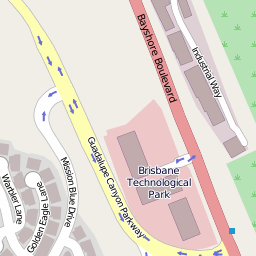 Bayshore Boulevard
Industrial Way
Guadalupe Canyon Parkway
Mission Blue Drive
Brisbane
Technological
Park
Warbler Lane
Golden Eagle Lane